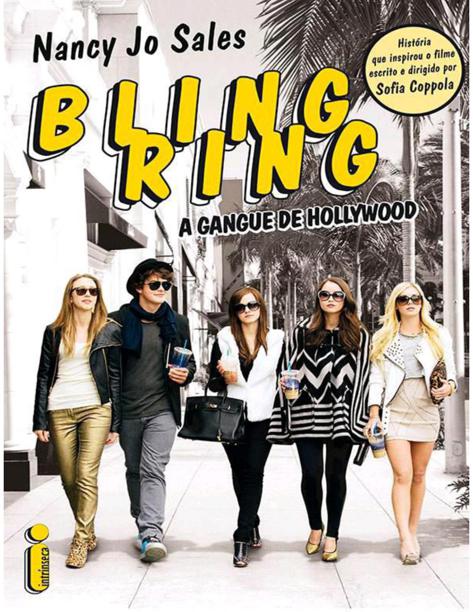 Nancy Jo Sales
História
que inspirou o filme
escrito e dirigido por
Sofia Coppola
BLING
RING
A GANGUE DE HOLLYWOOD
intrínseca